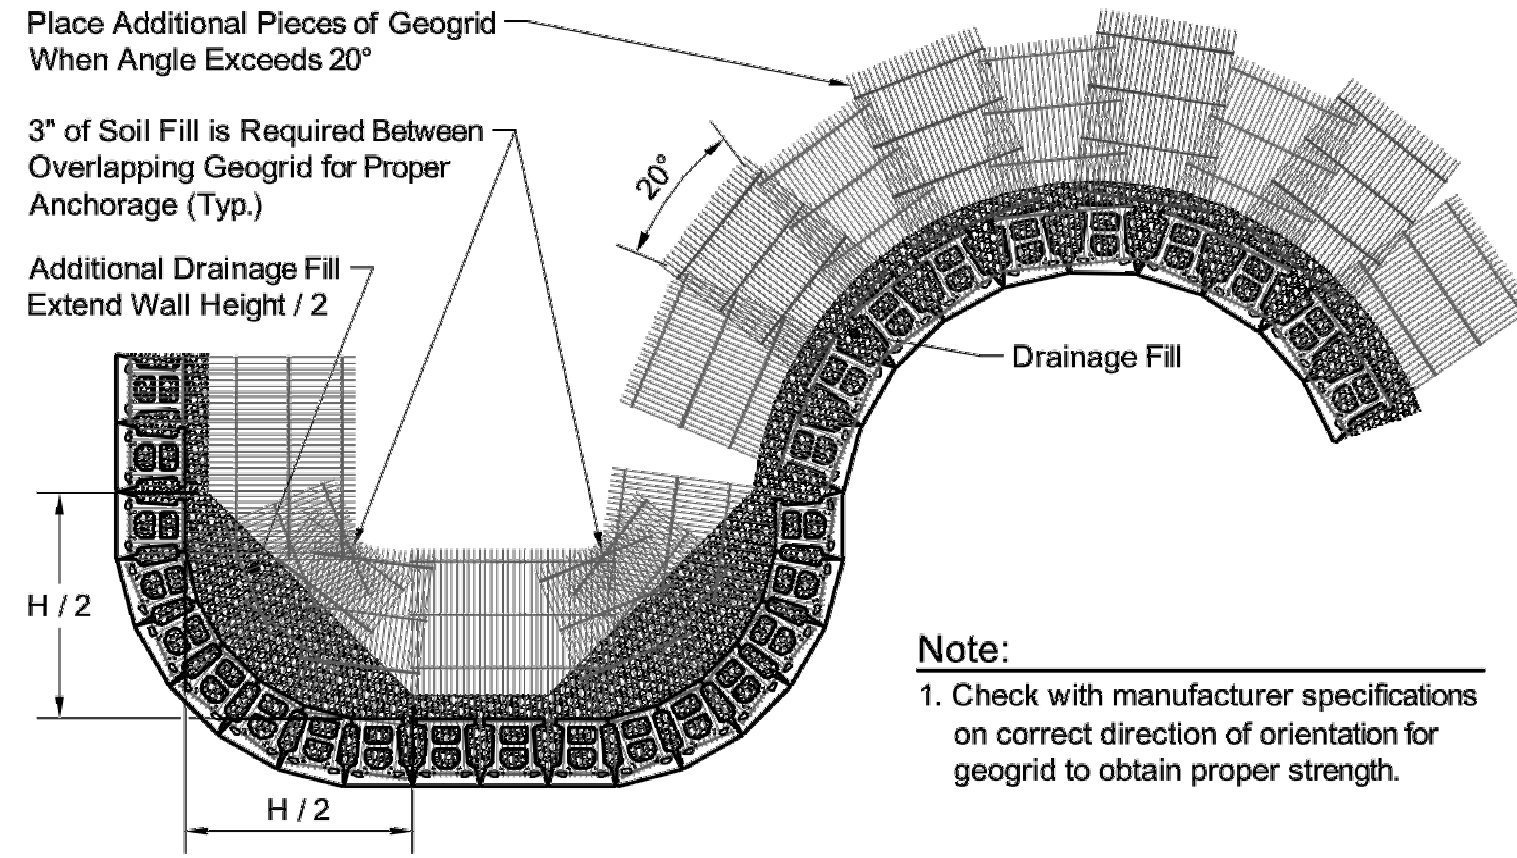 Place Additional Pieces of Geogrid
When Angle Exceeds 20°
3" of Soil Fill is Required Between
Overlapping Geogrid for Proper
Anchorage (Typ.)
Additional Drainage Fill
Extend Wall Height / 2
20°
Drainage Fill
H / 2
H / 2
Note:
1. Check with manufacturer specifications
on correct direction of orientation for
geogrid to obtain proper strength.